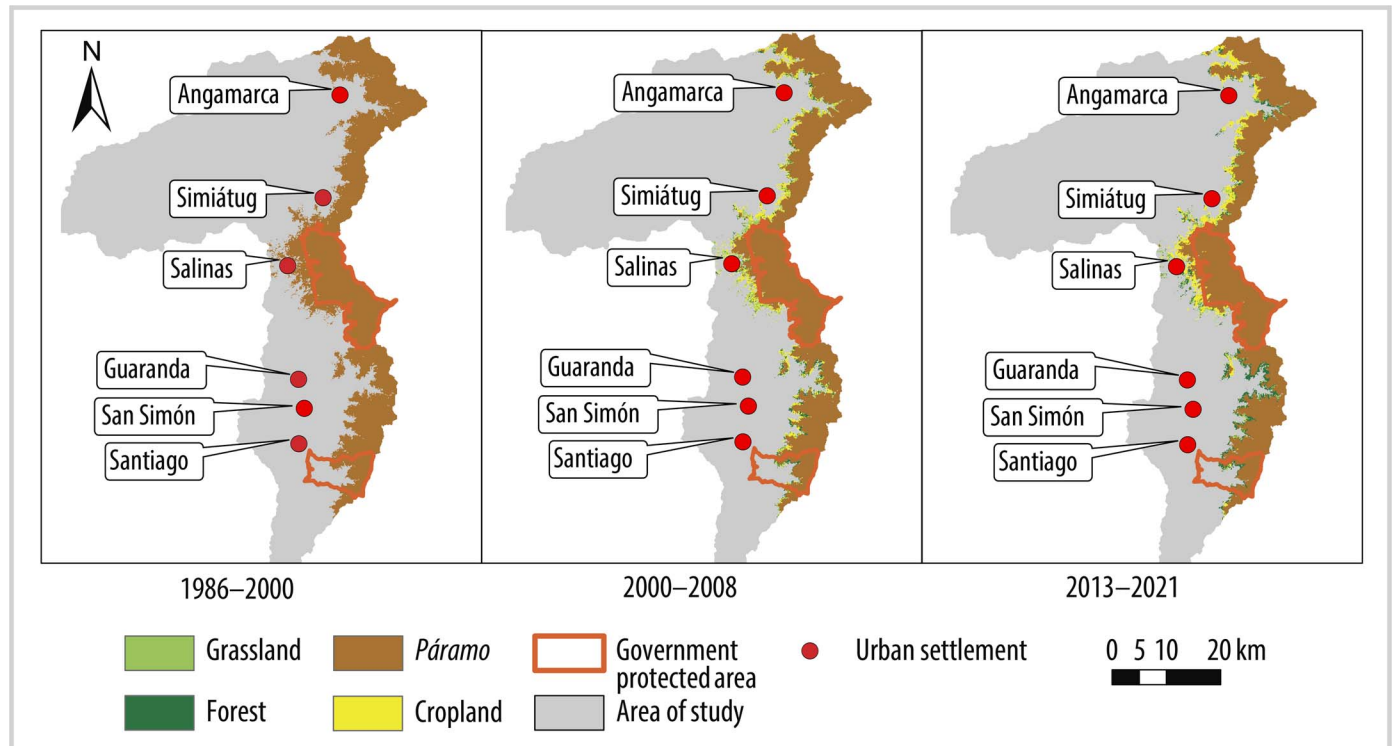 N
Angamarca
Simiátug
Salinas
Guaranda
San Simón
Santiago
Angamarca
Simiátug
Salinas
Guaranda
San Simón
Santiago
Angamarca
Simiátug
Salinas
Guaranda
San Simón
Santiago
1986–2000
2000–2008
2013–2021
Grassland
Páramo
Government
protected area
Urban settlement
0 5 10 20 km
Forest
Cropland
Area of study